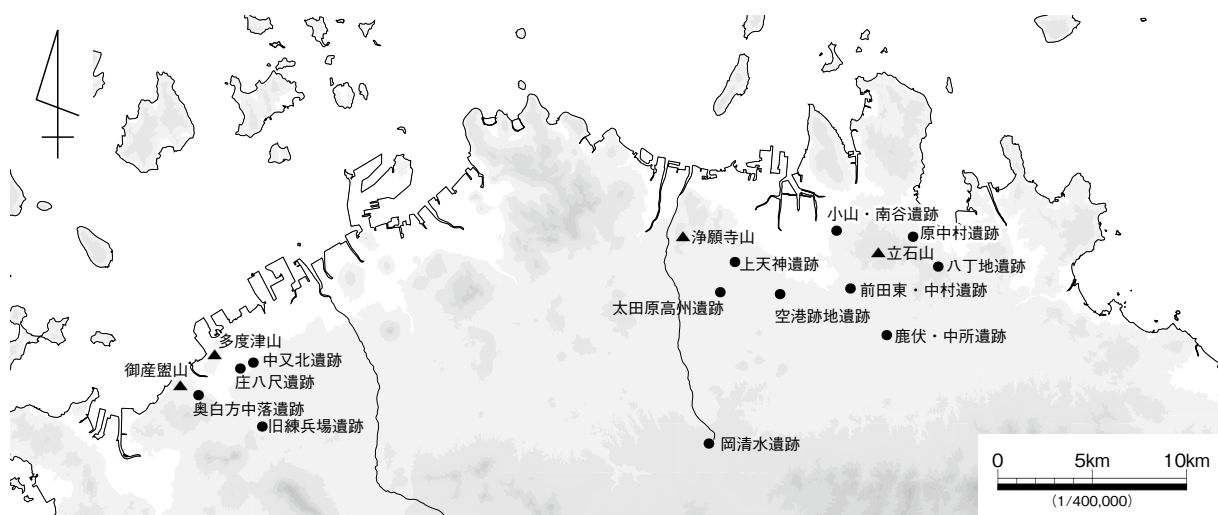 小山・南谷遺跡
原中村遺跡
浄願寺山
立石山
上天神遺跡
八丁地遺跡
前田東・中村遺跡
太田原高州遺跡
空港跡地遺跡
鹿伏・中所遺跡
多度津山
中又北遺跡
御産盥山
庄八尺遺跡
奥白方中落遺跡
旧練兵場遺跡
岡清水遺跡
0 5km 10km
(1/400,000)